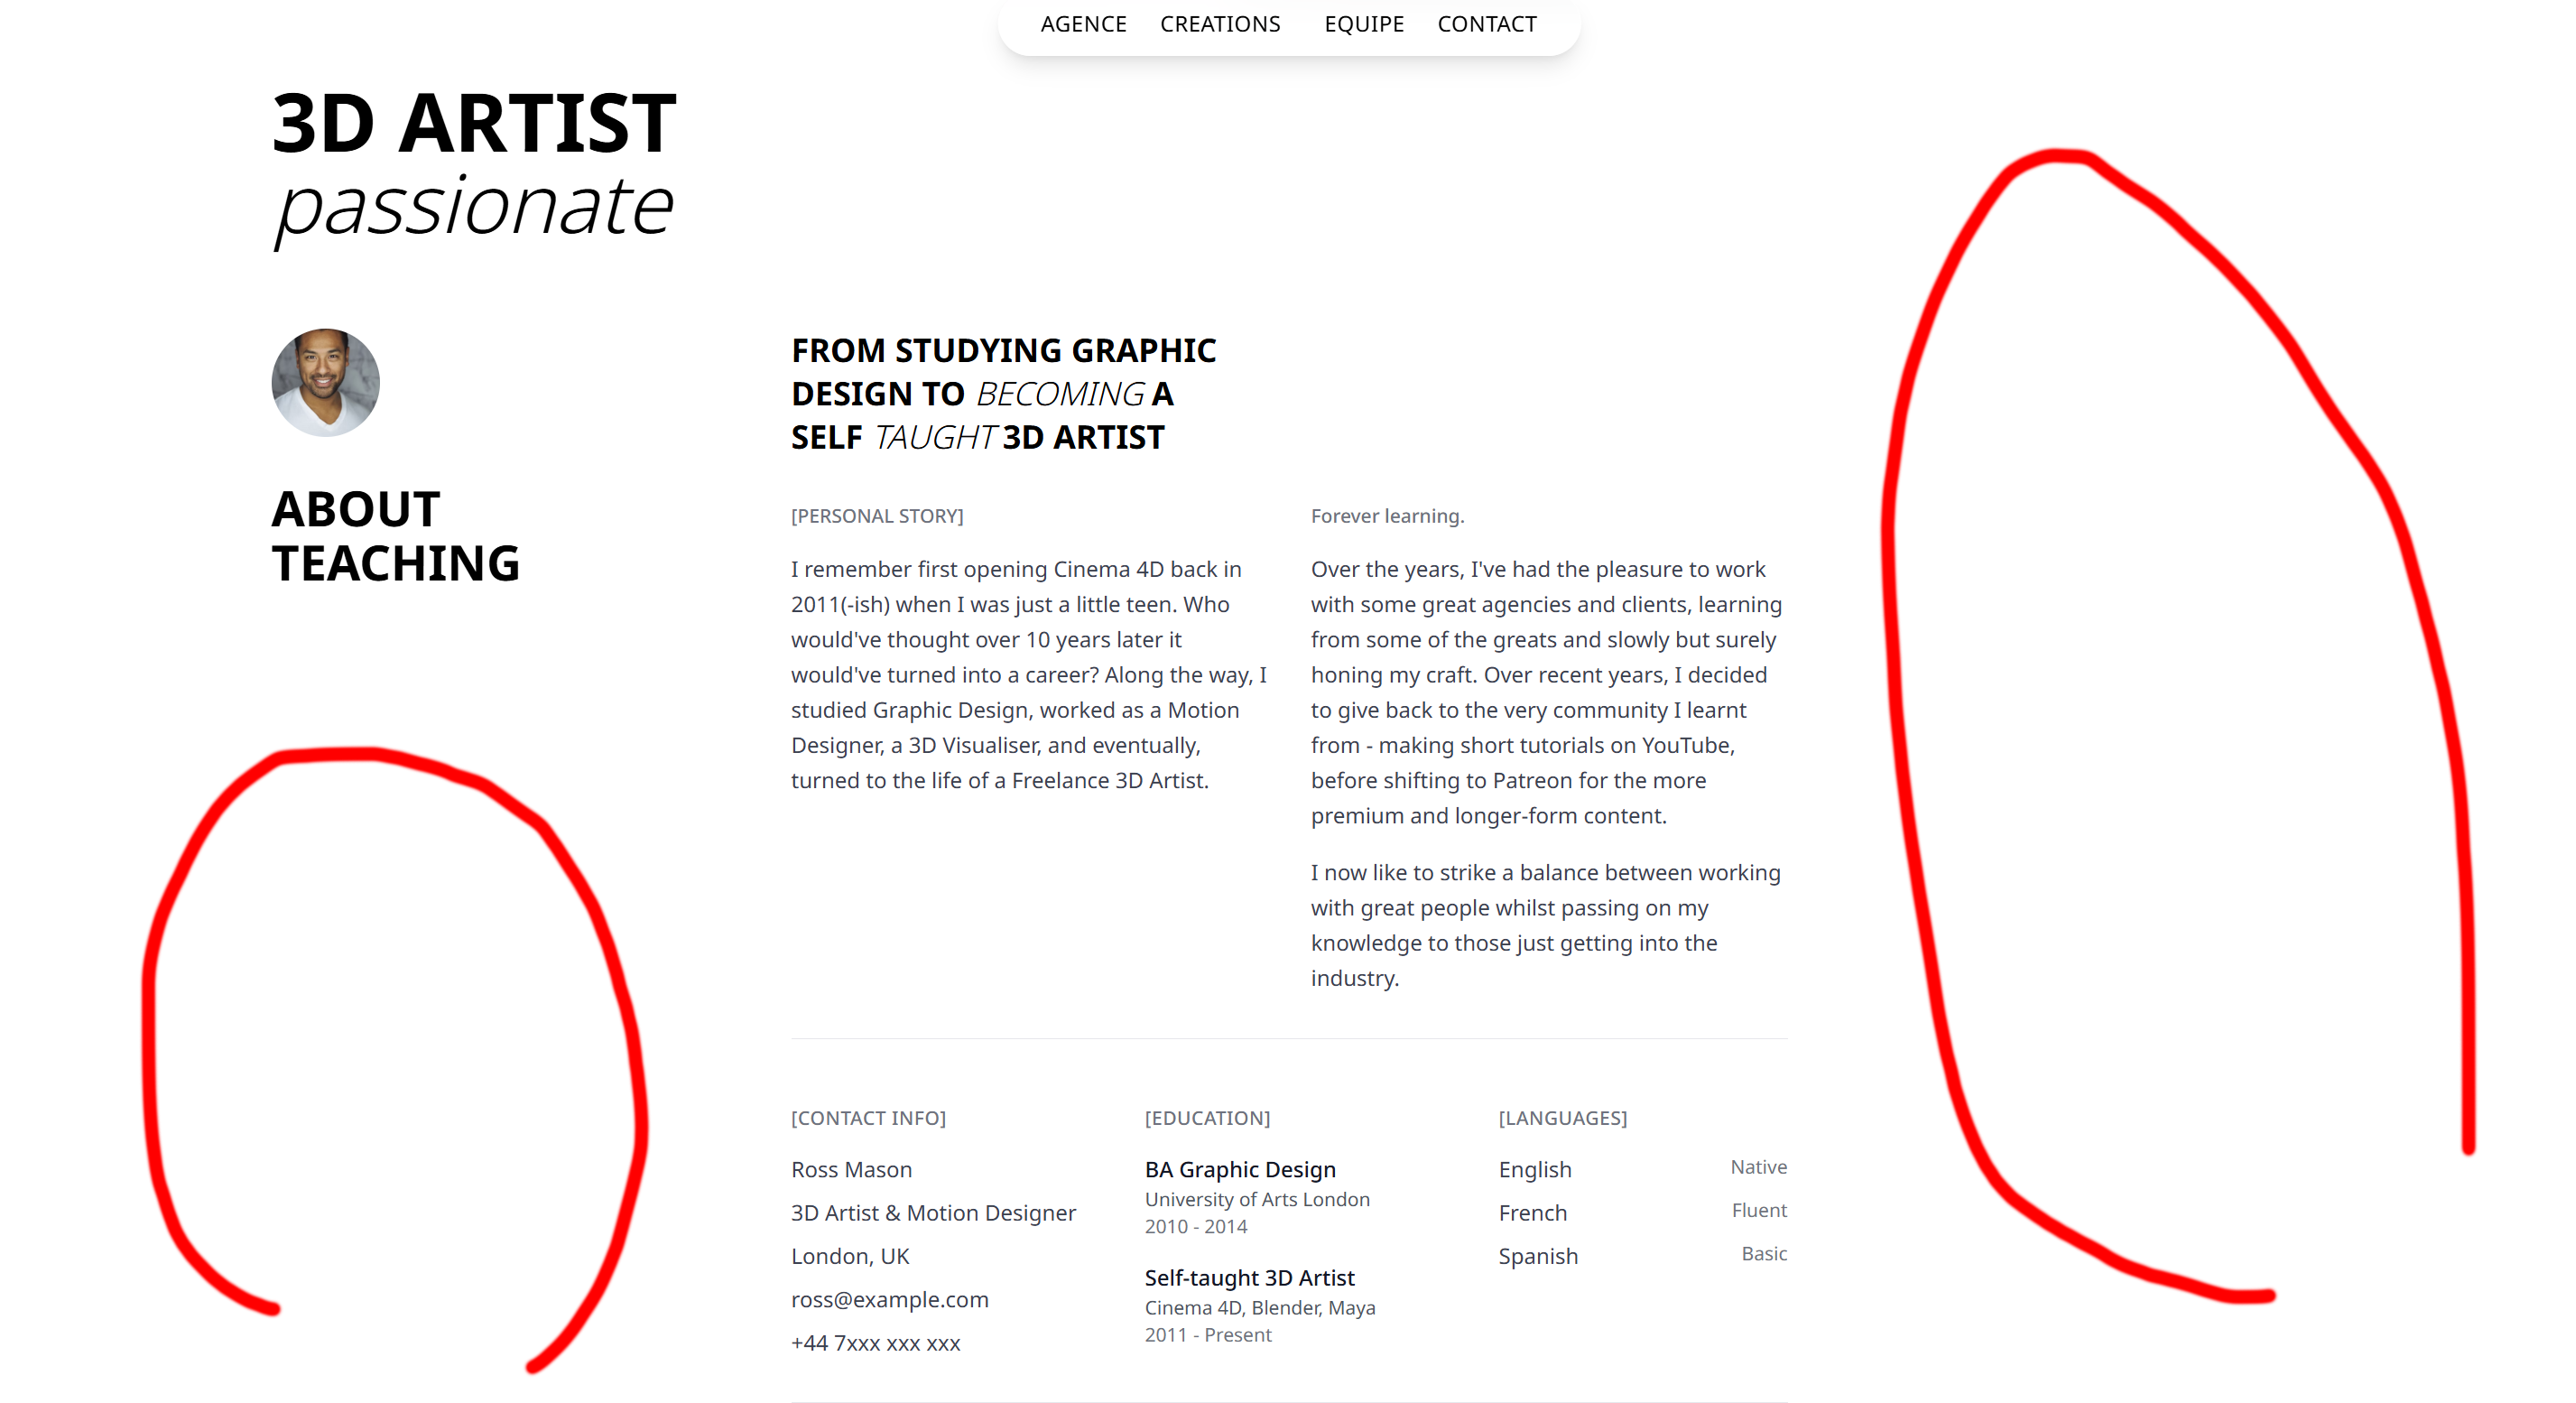 AGENCE CREATIONS EQUIPE CONTACT
3D ARTIST
passionate
ABOUT
TEACHING
FROM STUDYING GRAPHIC
DESIGN TO BECOMING A
SELF TAUGHT 3D ARTIST
[PERSONAL STORY]
I remember first opening Cinema 4D back in
2011(-ish) when I was just a little teen. Who
would've thought over 10 years later it
would've turned into a career? Along the way, I
studied Graphic Design, worked as a Motion
Designer, a 3D Visualiser, and eventually,
turned to the life of a Freelance 3D Artist.
Forever learning.
Over the years, I've had the pleasure to work
with some great agencies and clients, learning
from some of the greats and slowly but surely
honing my craft. Over recent years, I decided
to give back to the very community I learnt
from - making short tutorials on YouTube,
before shifting to Patreon for the more
premium and longer-form content.
I now like to strike a balance between working
with great people whilst passing on my
knowledge to those just getting into the
industry.
[CONTACT INFO]
Ross Mason
3D Artist & Motion Designer
London, UK
ross@example.com
+44 7xxx xxx xxx
[EDUCATION]
BA Graphic Design
University of Arts London
2010 - 2014
Self-taught 3D Artist
Cinema 4D, Blender, Maya
2011 - Present
[LANGUAGES]
English Native
French Fluent
Spanish Basic